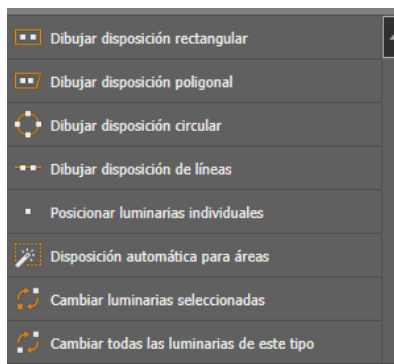 Dibujar disposición rectangular
Dibujar disposición poligonal
Dibujar disposición circular
Dibujar disposición de líneas
Posicionar luminarias individuales
Disposición automática para áreas
Cambiar luminarias seleccionadas
Cambiar todas las luminarias de este tipo